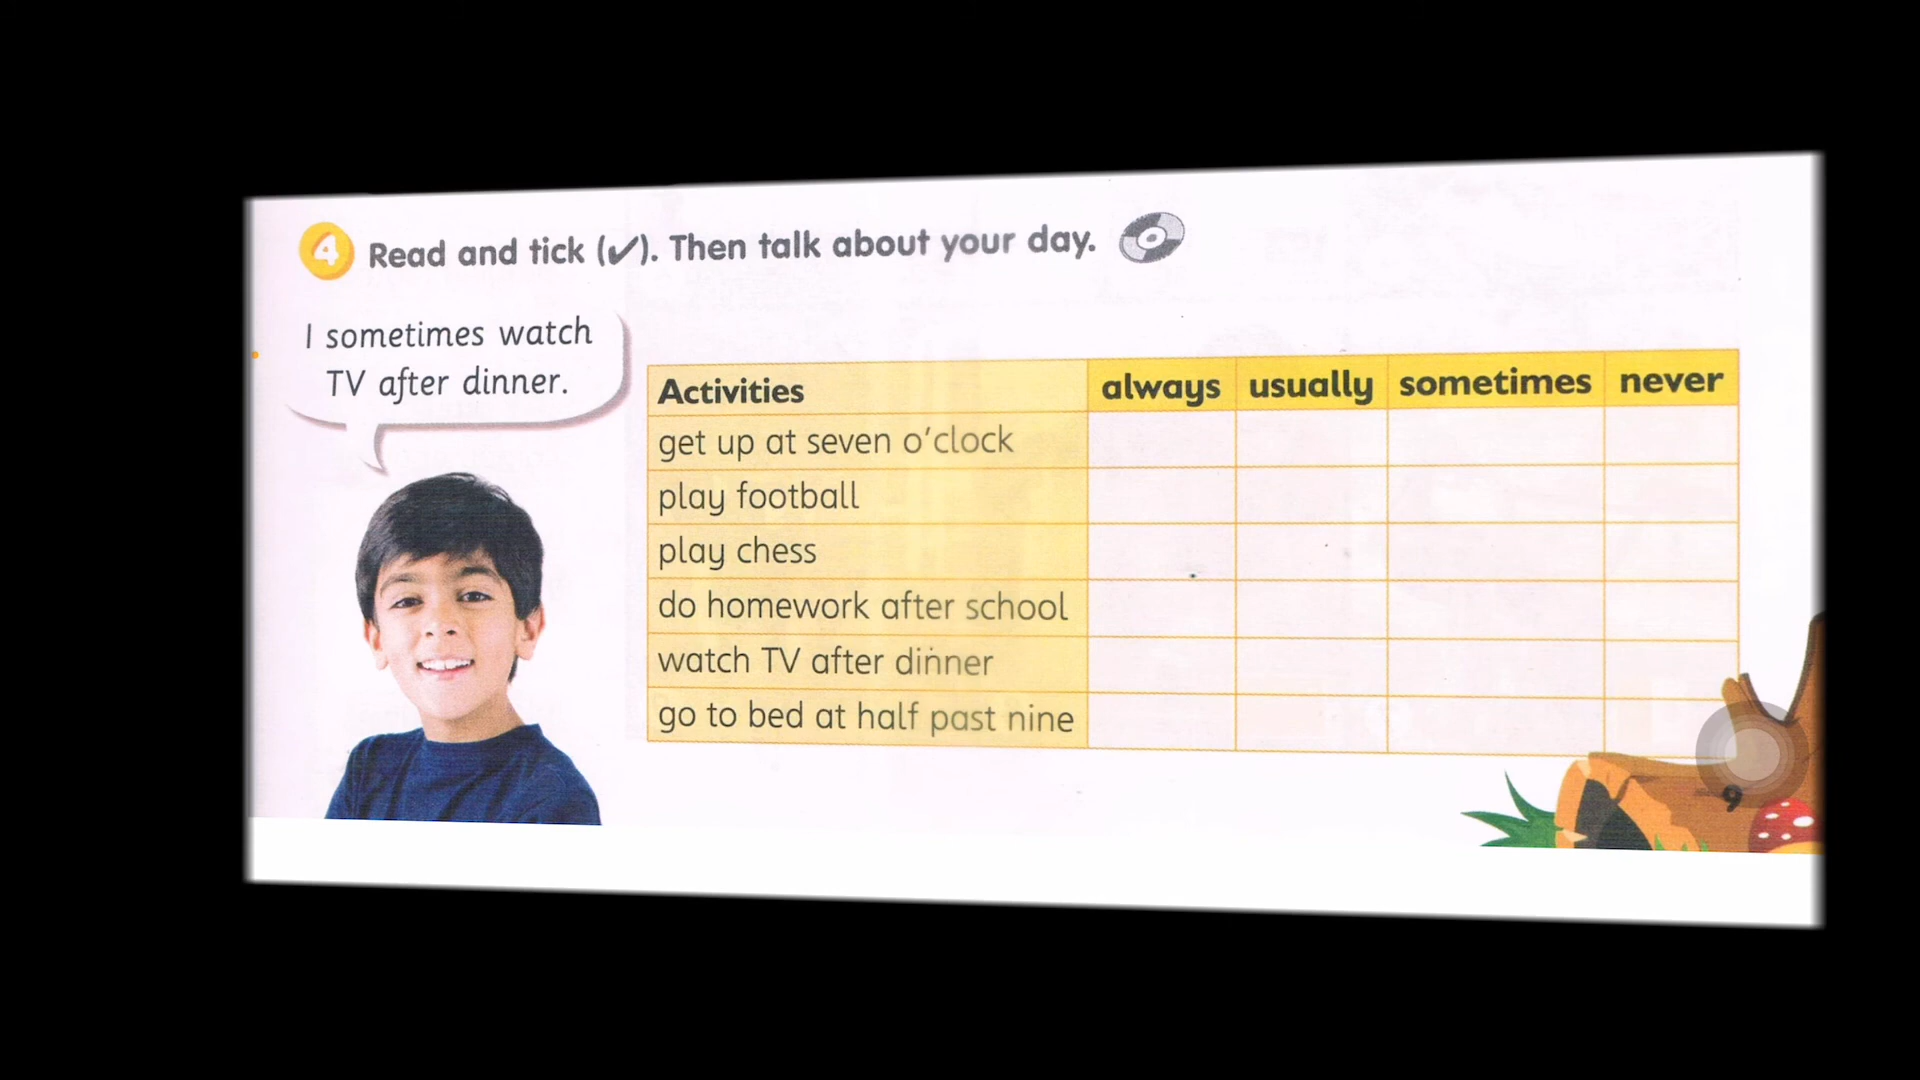 4 Read and tick (✔). Then talk about your day.
I sometimes watch
TV after dinner.
Activities always usually sometimes never
get up at seven o'clock
play football
play chess
do homework after school
watch TV after dinner
go to bed at half past nine
9